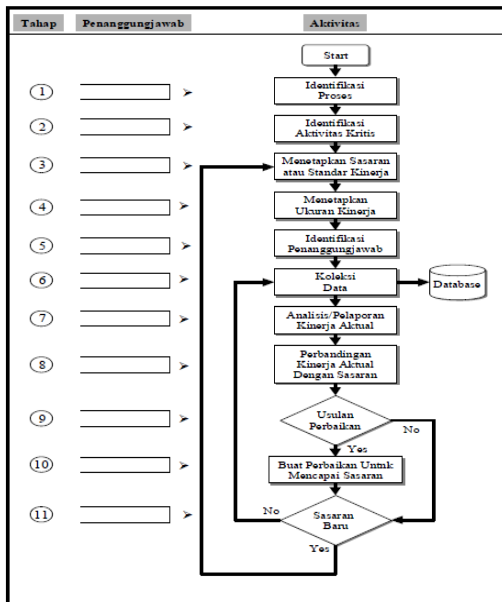 Tahap Penanggungjawab Aktivitas
Start
1
Identifikasi
Proses
2
Identifikasi
Aktivitas Kritis
3
Menetapkan Sasaran
atau Standar Kinerja
4
Menetapkan
Ukuran Kinerja
5
Identifikasi
Penanggungjawab
6
Koleksi
Data
Database
7
Analisis/Pelaporan
Kinerja Aktual
8
Perbandingan
Kinerja Aktual
Dengan Sasaran
9
Usulan
Perbaikan
No
Yes
10
Buat Perbaikan Untnk
Mencapai Sasaran
11
No
Sasaran
Baru
Yes